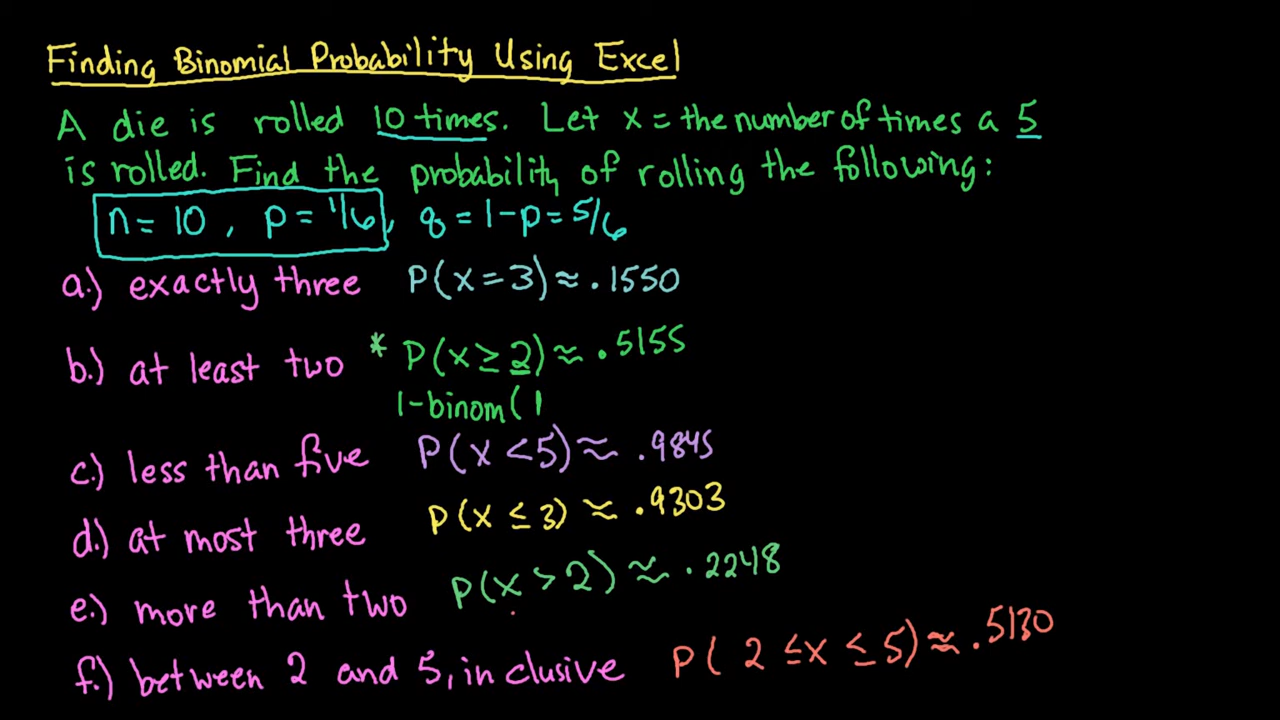 Finding Binomial Probability Using Excel
A die is rolled 10 times. Let x = the number of times a 5
is rolled. Find the probability of rolling the following:
n = 10 , p = 1/6 , q = 1-p = 5/6
a.) exactly three P(x=3) ≈ .1550
b.) at least two * P(x ≥ 2) ≈ .5155
1-binom( 1
c.) less than five P(x < 5) ≈ .9845
d.) at most three P(x ≤ 3) ≈ .9303
e.) more than two P(x > 2) ≈ .2248
f.) between 2 and 5, inclusive P( 2 ≤ x ≤ 5) ≈ .5130